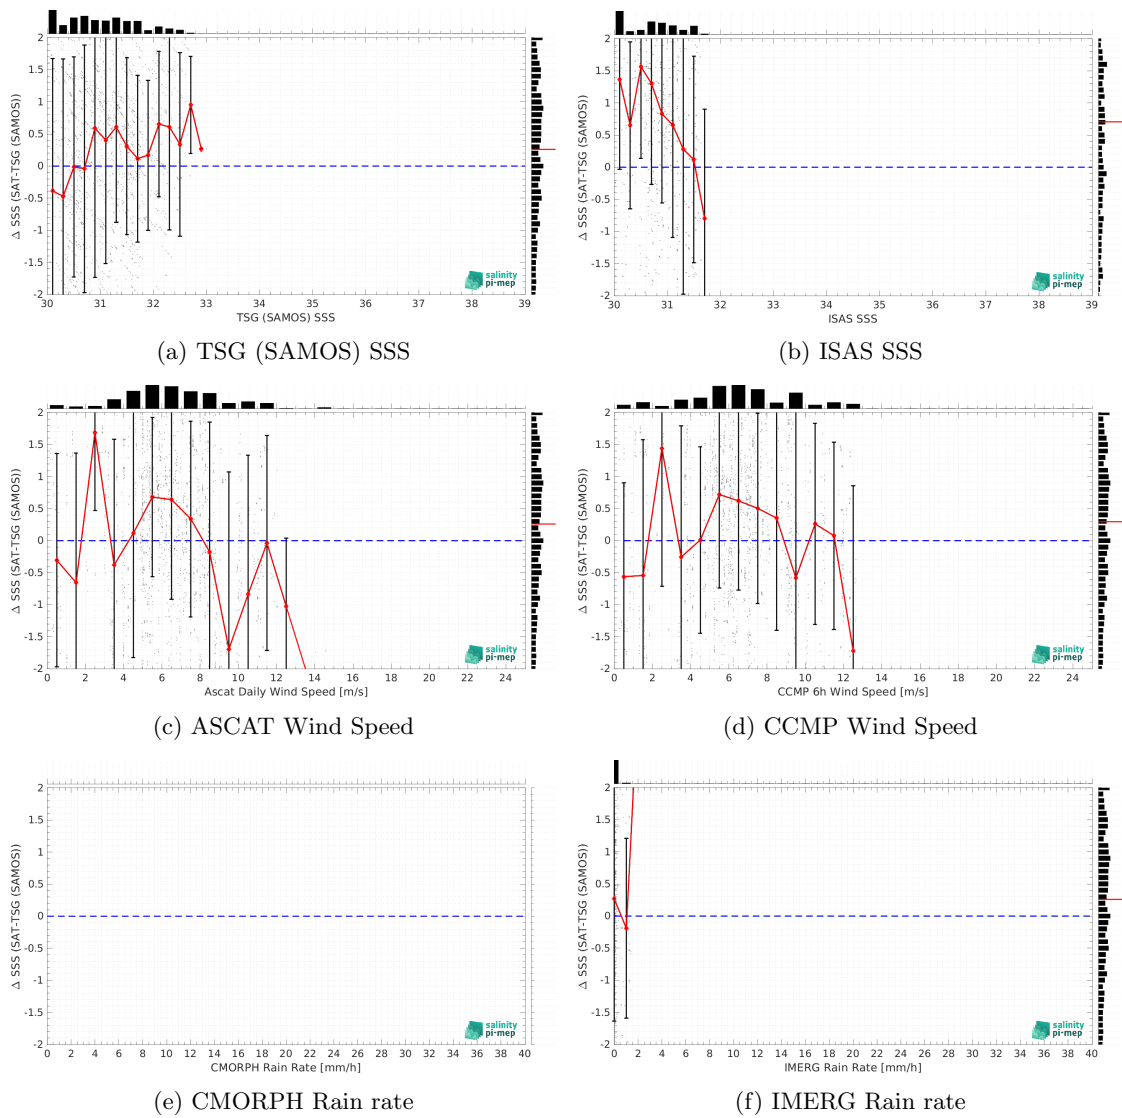 2
1.5
1
0.5
0
-0.5
-1
-1.5
-2
Δ SSS (SAT-TSG (SAMOS))
30 31 32 33 34 35 36 37 38 39
TSG (SAMOS) SSS
salinity
pi-mep
(a) TSG (SAMOS) SSS
2
1.5
1
0.5
0
-0.5
-1
-1.5
-2
Δ SSS (SAT-TSG (SAMOS))
30 31 32 33 34 35 36 37 38 39
ISAS SSS
salinity
pi-mep
(b) ISAS SSS
2
1.5
1
0.5
0
-0.5
-1
-1.5
-2
Δ SSS (SAT-TSG (SAMOS))
0 2 4 6 8 10 12 14 16 18 20 22 24
Ascat Daily Wind Speed [m/s]
salinity
pi-mep
(c) ASCAT Wind Speed
2
1.5
1
0.5
0
-0.5
-1
-1.5
-2
Δ SSS (SAT-TSG (SAMOS))
0 2 4 6 8 10 12 14 16 18 20 22 24
CCMP 6h Wind Speed [m/s]
salinity
pi-mep
(d) CCMP Wind Speed
2
1.5
1
0.5
0
-0.5
-1
-1.5
-2
Δ SSS (SAT-TSG (SAMOS))
0 2 4 6 8 10 12 14 16 18 20 22 24 26 28 30 32 34 36 38 40
CMORPH Rain Rate [mm/h]
salinity
pi-mep
(e) CMORPH Rain rate
2
1.5
1
0.5
0
-0.5
-1
-1.5
-2
Δ SSS (SAT-TSG (SAMOS))
0 2 4 6 8 10 12 14 16 18 20 22 24 26 28 30 32 34 36 38 40
IMERG Rain Rate [mm/h]
salinity
pi-mep
(f) IMERG Rain rate